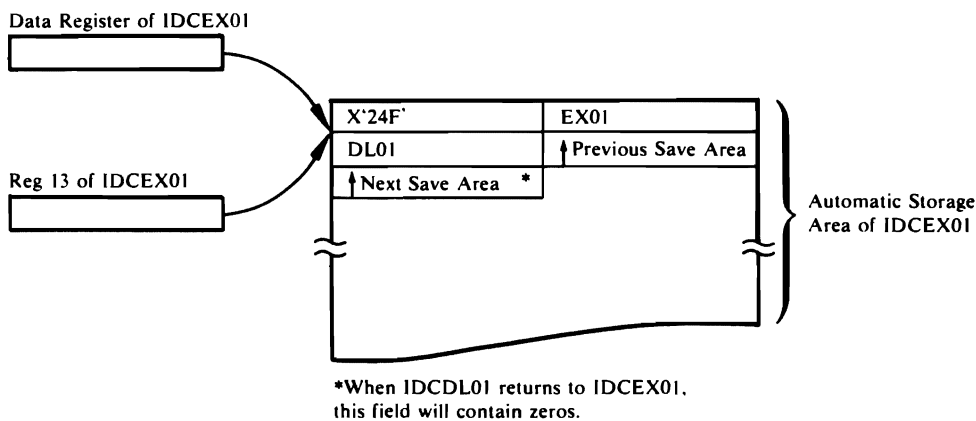 Data Register of IDCEX01
X'24F'
EX01
DL01
Previous Save Area
Reg 13 of IDCEX01
Next Save Area *
Automatic Storage
Area of IDCEX01
*When IDCDL01 returns to IDCEX01,
this field will contain zeros.